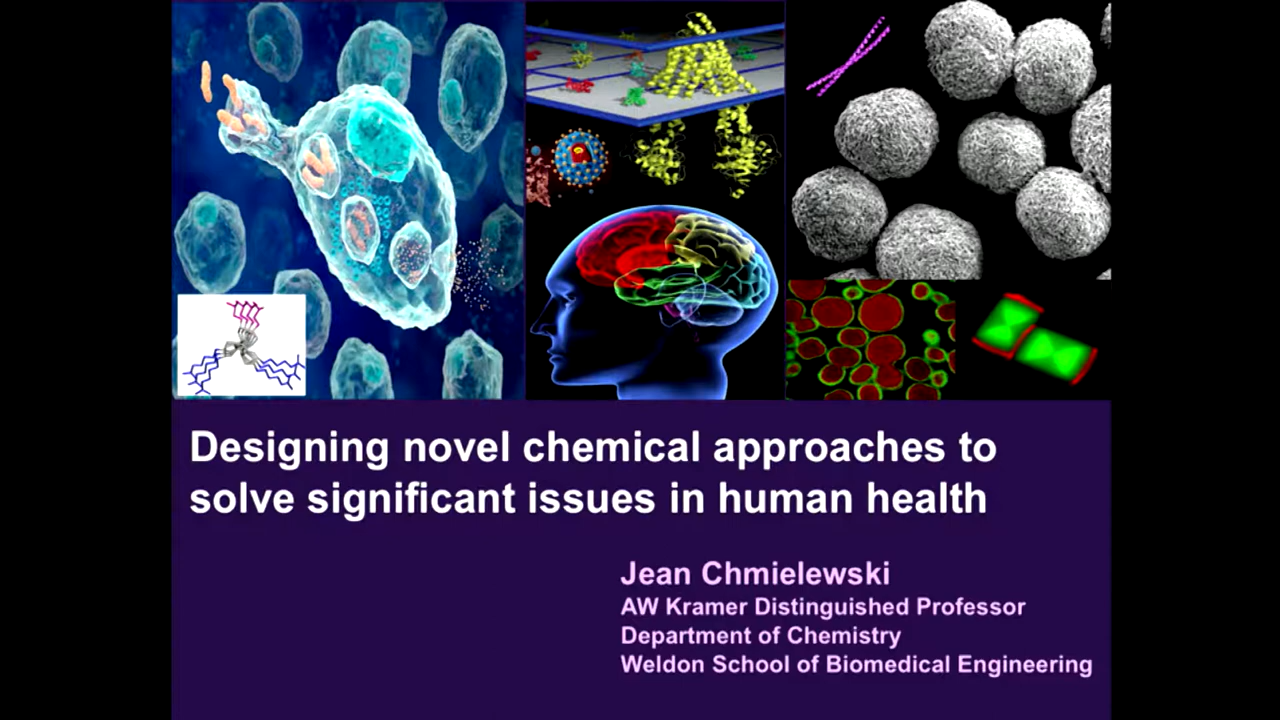 Designing novel chemical approaches to
solve significant issues in human health
Jean Chmielewski
AW Kramer Distinguished Professor
Department of Chemistry
Weldon School of Biomedical Engineering